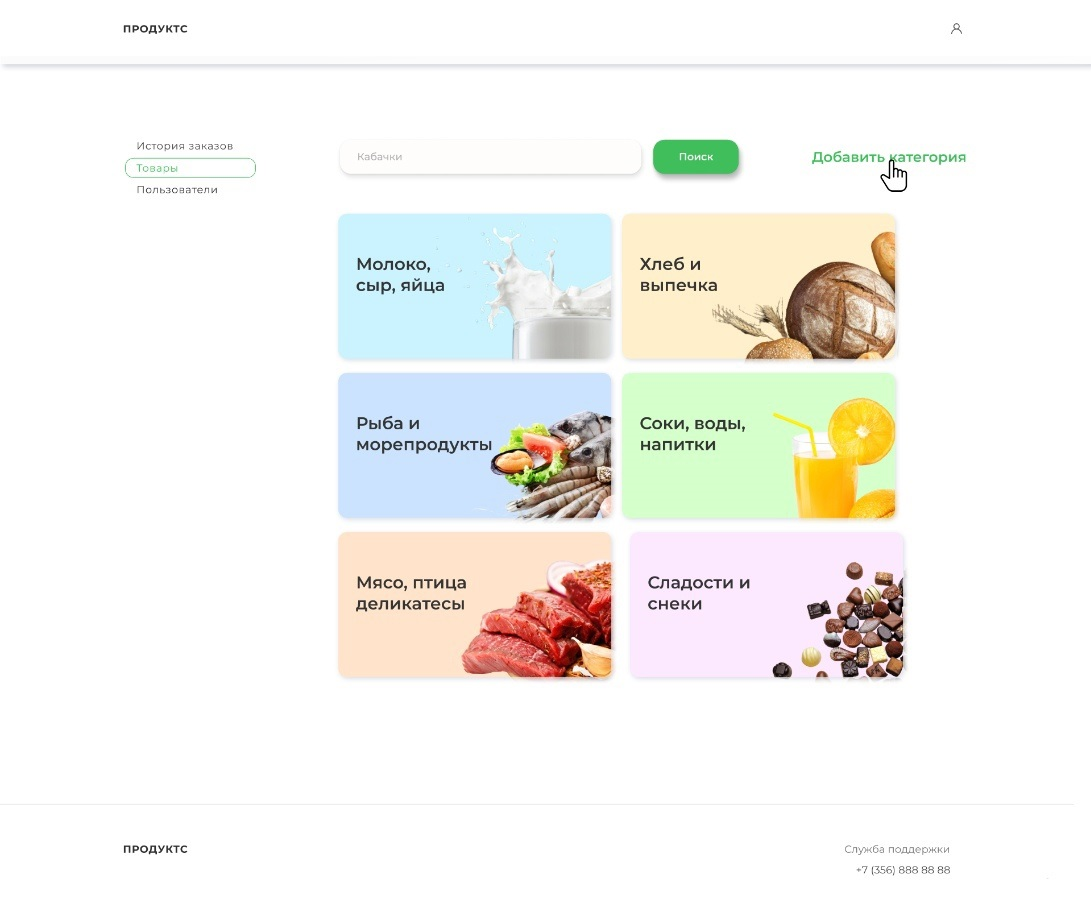 ПРОДУКТС
История заказов
Товары
Пользователи
Кабачки
Поиск
Добавить категория
Молоко,
сыр, яйца
Хлеб и
выпечка
Рыба и
морепродукты
Соки, воды,
напитки
Мясо, птица
деликатесы
Сладости и
снеки
ПРОДУКТС
Служба поддержки
+7 (356) 888 88 88